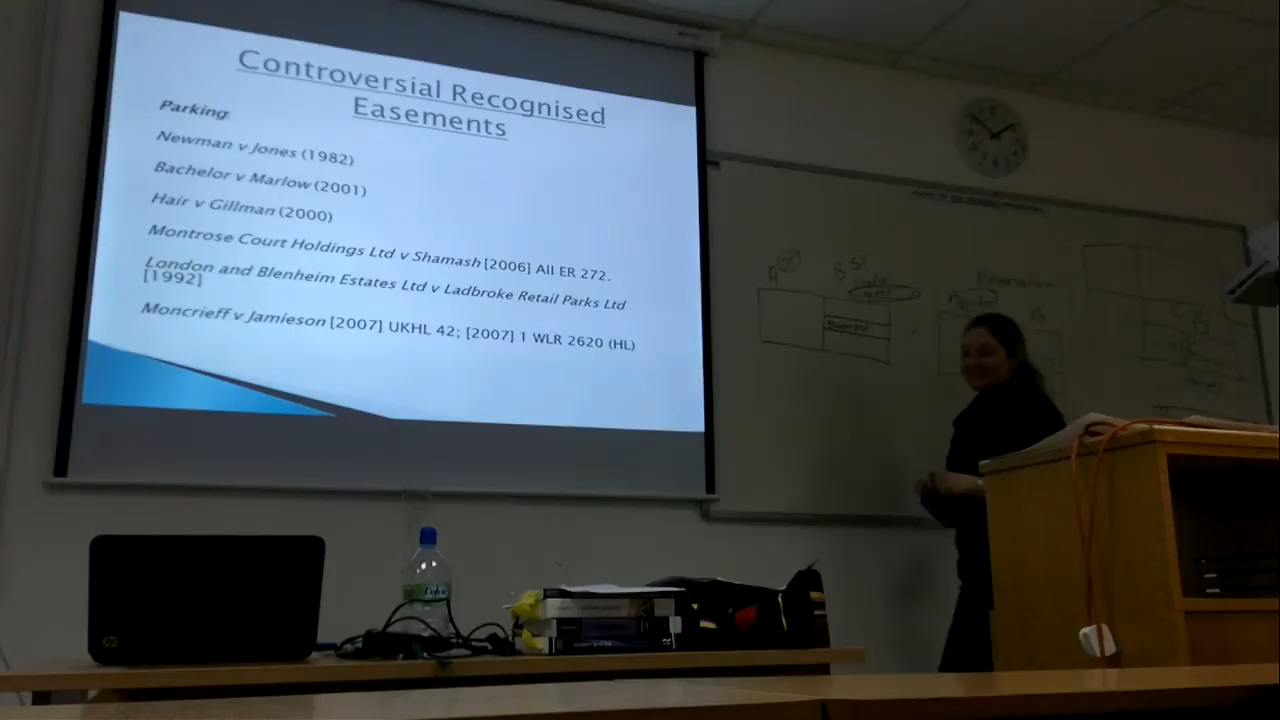 Controversial Recognised
Easements
Parking
Newman v Jones (1982)
Bachelor v Marlow (2001)
Hair v Gillman (2000)
Montrose Court Holdings Ltd v Shamash [2006] All ER 272.
London and Blenheim Estates Ltd v Ladbroke Retail Parks Ltd
[1992]
Moncrieff v Jamieson [2007] UKHL 42; [2007] 1 WLR 2620 (HL)
A
B